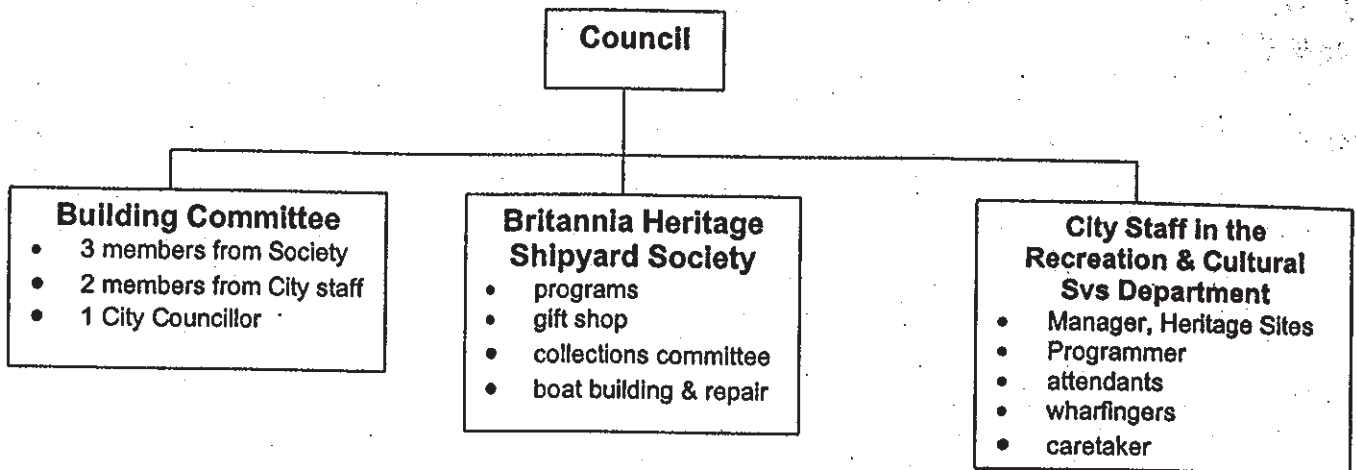 Council
Building Committee
• 3 members from Society
• 2 members from City staff
• 1 City Councillor
Britannia Heritage
Shipyard Society
• programs
• gift shop
• collections committee
• boat building & repair
City Staff in the
Recreation & Cultural
Svs Department
• Manager, Heritage Sites
• Programmer
• attendants
• wharfingers
• caretaker